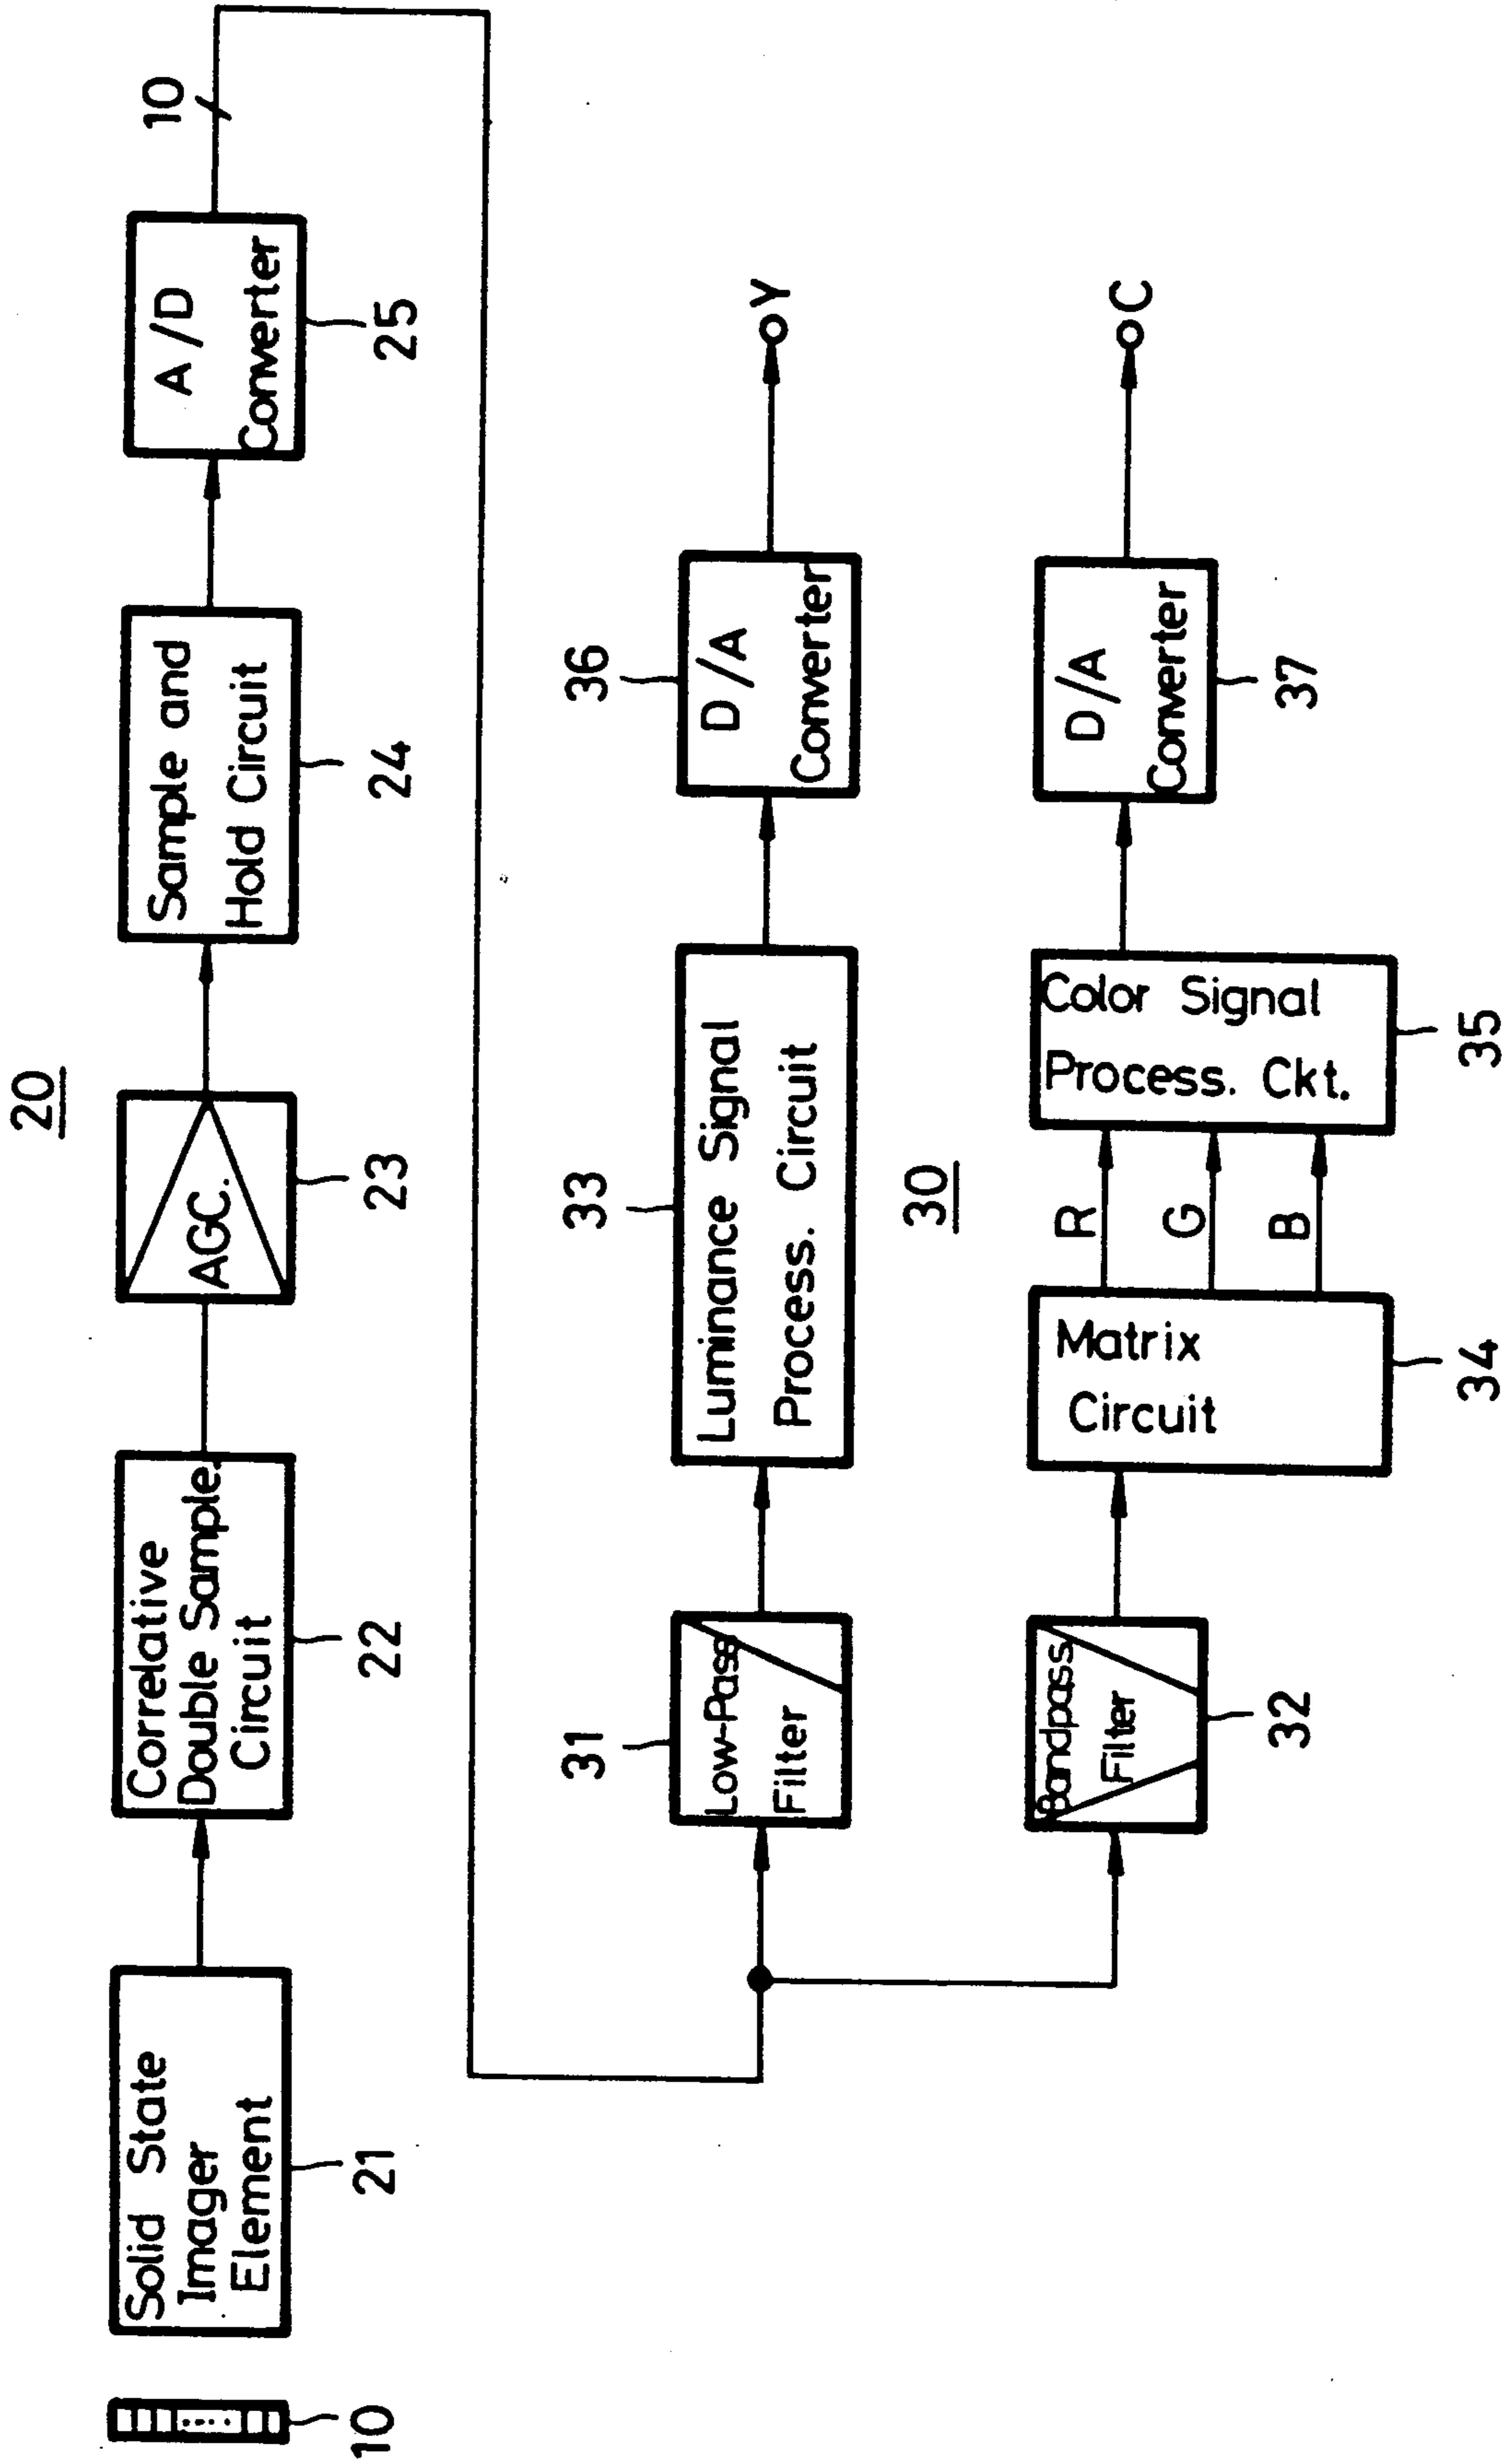 20
10
Solid State
Imager
Element
21
Correlative
Double Sample.
Circuit
22
AGC.
23
Sample and
Hold Circuit
24
A/D
Converter
25
10
31
Low-Pass
Filter
33
Luminance Signal
Process. Circuit
36
D/A
Converter
Y
30
Bandpass
Filter
32
Matrix
Circuit
34
R
G
B
Color Signal
Process. Ckt.
35
D/A
Converter
37
C